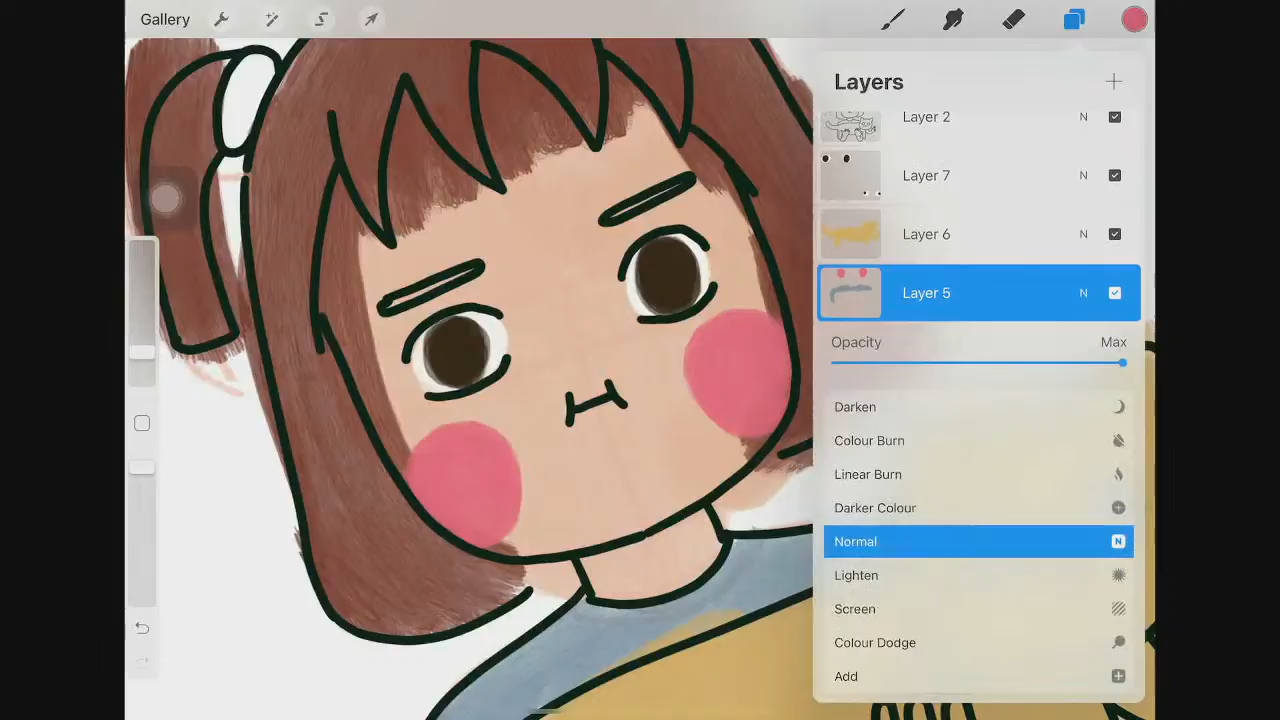 Gallery
Layers
Layer 2 N
Layer 7 N
Layer 6 N
Layer 5 N
Opacity Max
Darken
Colour Burn
Linear Burn
Darker Colour
Normal N
Lighten
Screen
Colour Dodge
Add